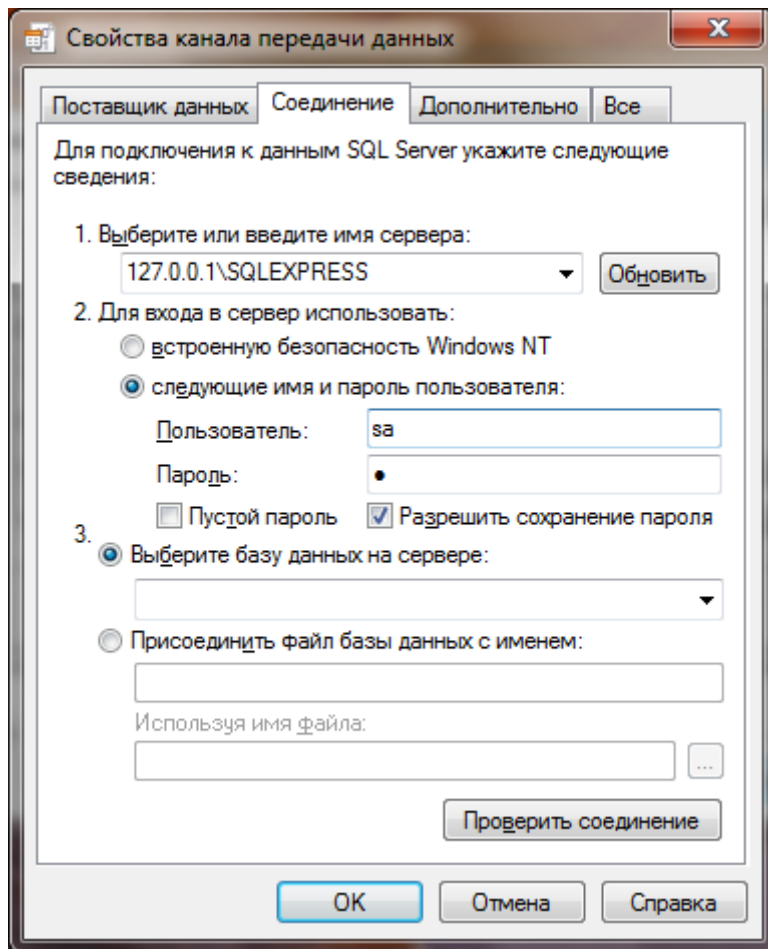 Свойства канала передачи данных
Поставщик данных Соединение Дополнительно Все
Для подключения к данным SQL Server укажите следующие
сведения:
1. Выберите или введите имя сервера:
127.0.0.1\SQLEXPRESS Обновить
2. Для входа в сервер использовать:
встроенную безопасность Windows NT
следующие имя и пароль пользователя:
Пользователь: sa
Пароль: ●
Пустой пароль Разрешить сохранение пароля
3.
Выберите базу данных на сервере:
Присоединить файл базы данных с именем:
Используя имя файла:
...
Проверить соединение
OK Отмена Справка